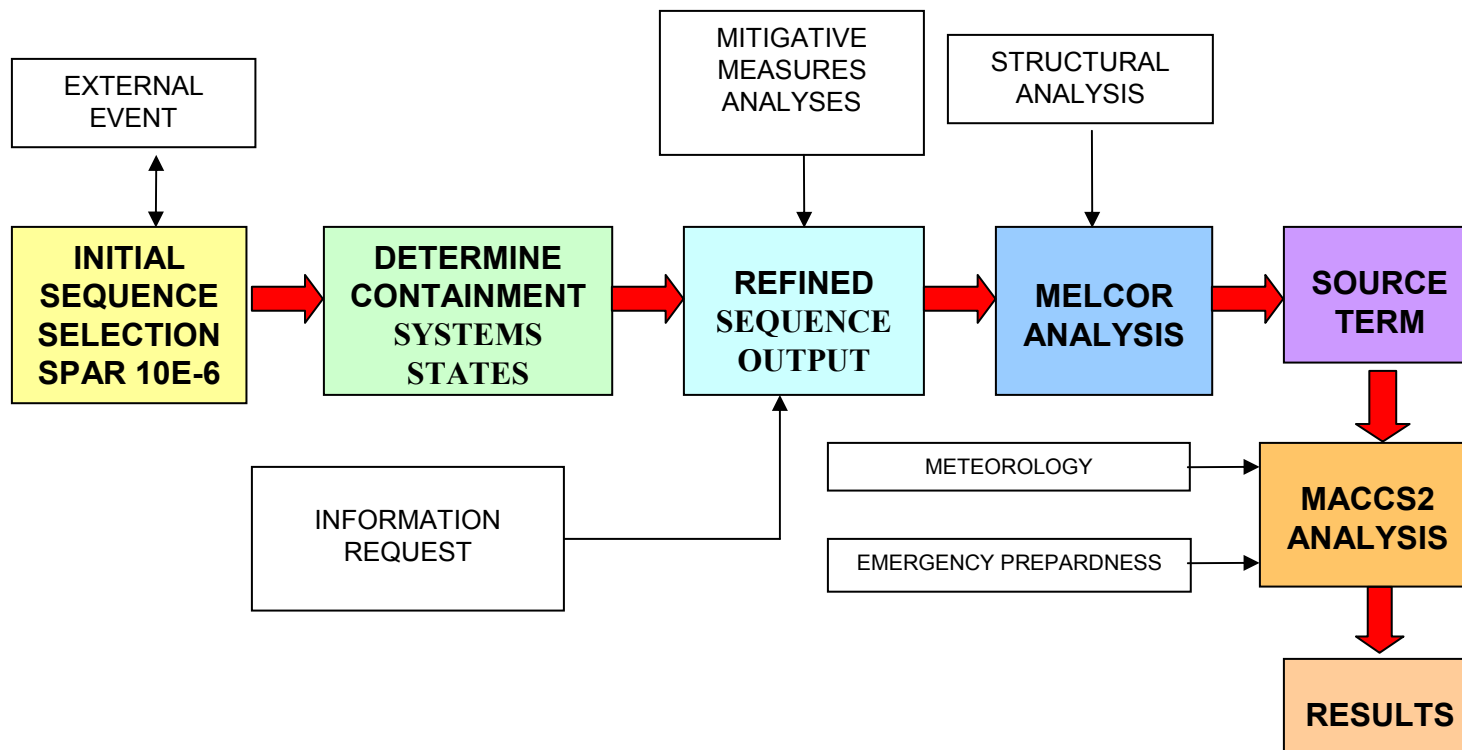 EXTERNAL
EVENT
MITIGATIVE
MEASURES
ANALYSES
STRUCTURAL
ANALYSIS
INITIAL
SEQUENCE
SELECTION
SPAR 10E-6
DETERMINE
CONTAINMENT
SYSTEMS
STATES
REFINED
SEQUENCE
OUTPUT
MELCOR
ANALYSIS
SOURCE
TERM
INFORMATION
REQUEST
METEOROLOGY
EMERGENCY PREPARDNESS
MACCS2
ANALYSIS
RESULTS